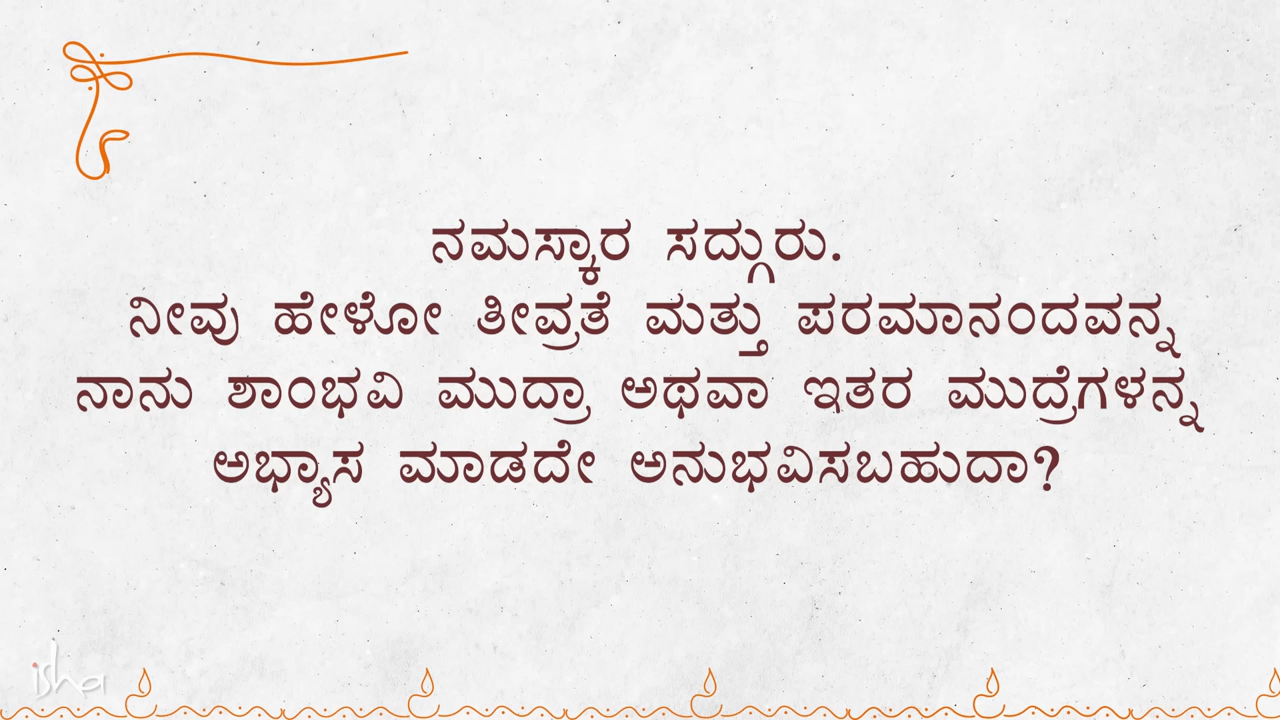 ನಮಸ್ಕಾರ ಸದ್ಗುರು.
ನೀವು ಹೇಳೋ ತೀವ್ರತೆ ಮತ್ತು ಪರಮಾನಂದವನ್ನ
ನಾನು ಶಾಂಭವಿ ಮುದ್ರಾ ಅಥವಾ ಇತರ ಮುದ್ರೆಗಳನ್ನ
ಅಭ್ಯಾಸ ಮಾಡದೇ ಅನುಭವಿಸಬಹುದಾ?
isha